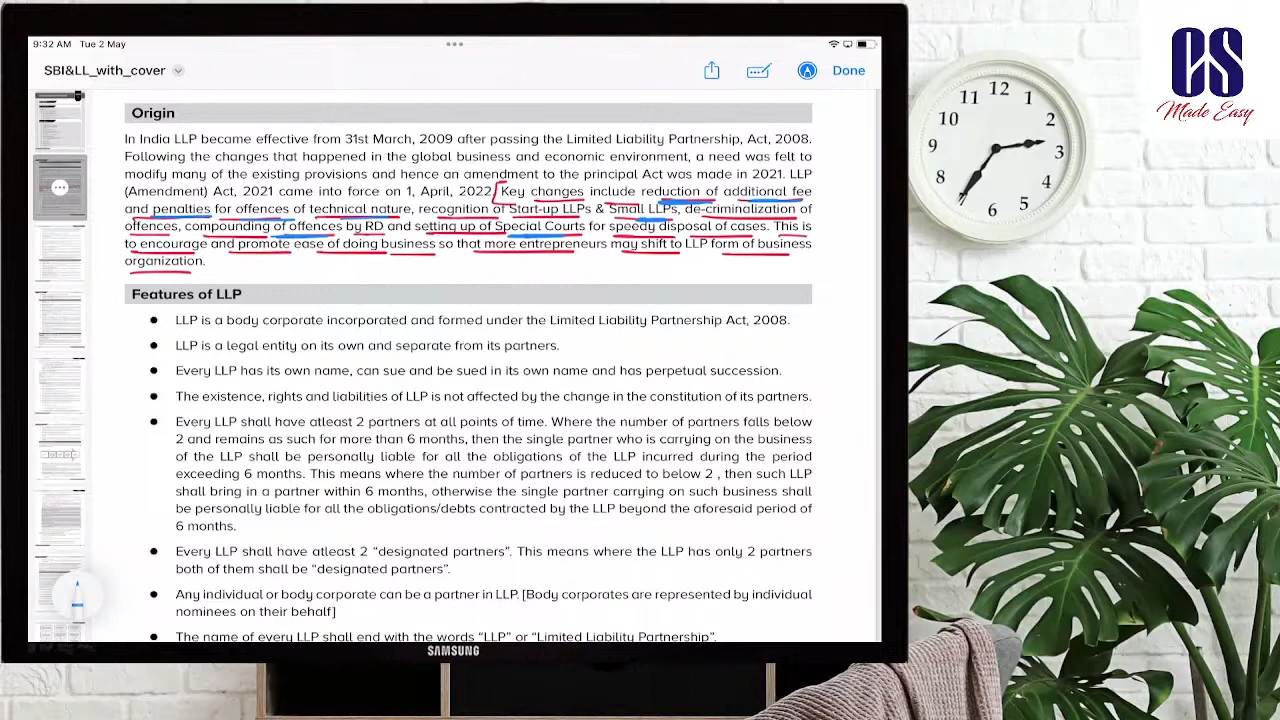 9:32 AM Tue 2 May
SBI&LL_with_cover
Done
Origin
In India LLP became effective on 31st March, 2009 on passing the Limited Liability Partnership, Act, 2008.
Following the changes that happened in the global business and economic environment, a need was felt to
modify many of the existing provisions and hence an amendment to the principal Act was made in 2021. LLP
(Amendment) Act, 2021 came into force on 1, April, 2022. Key changes include reduction of additional fee
and penalties for offences of technical nature, recognition of start-up LLPs & Small LLPs, de-criminalization of
offenses, compounding offenses by RD and setting up of special courts for speedy disposal of cases. This is
to encourage and promote ease of doing business so that more entrepreneurs may shift to LLP form of business
organization.
Features of LLP
● LLP is a body corporate incorporated and formed under the Limited Liability Partnership 2008.
● LLP is a legal entity of its own and separate from its partners.
● Every LLP has its own name, can sue and be sued in its own name and has perpetual succession.
● The existence, rights and liabilities of LLP is not affected by the changes in the constitution of the partners.
● Every LLP shall have atleast 2 partners at all points of time. Where the number of partners falls below
2 and remains as such for more than 6 months then the single partner who is carrying on the business
of the LLP shall be personally liable for all the obligations of the LLP incurred during the period
exceeding 6 months. This means where the number of partners is reduced to below 2 , then the LLP
shall bring in a partner within 6 months otherwise the single partner carrying on such business shall
be personally liable for the obligations/debts contracted by the LLP beyond the aforesaid period of
6 months.
● Every LLP shall have atleast 2 "designated partners". This means where the LLP has only 2 partners
both of them shall be "designated partners".
● Any individual or body corporate can be a partner in LLP. [Body corporates are represented by individual
nominees on their behalf]
● The name of every LLP shall end with the words LLP or "Limited Liability Partnership".
SAMSUNG
12
1
2
3
4
5
6
7
8
9
10
11
CS
Made Easy